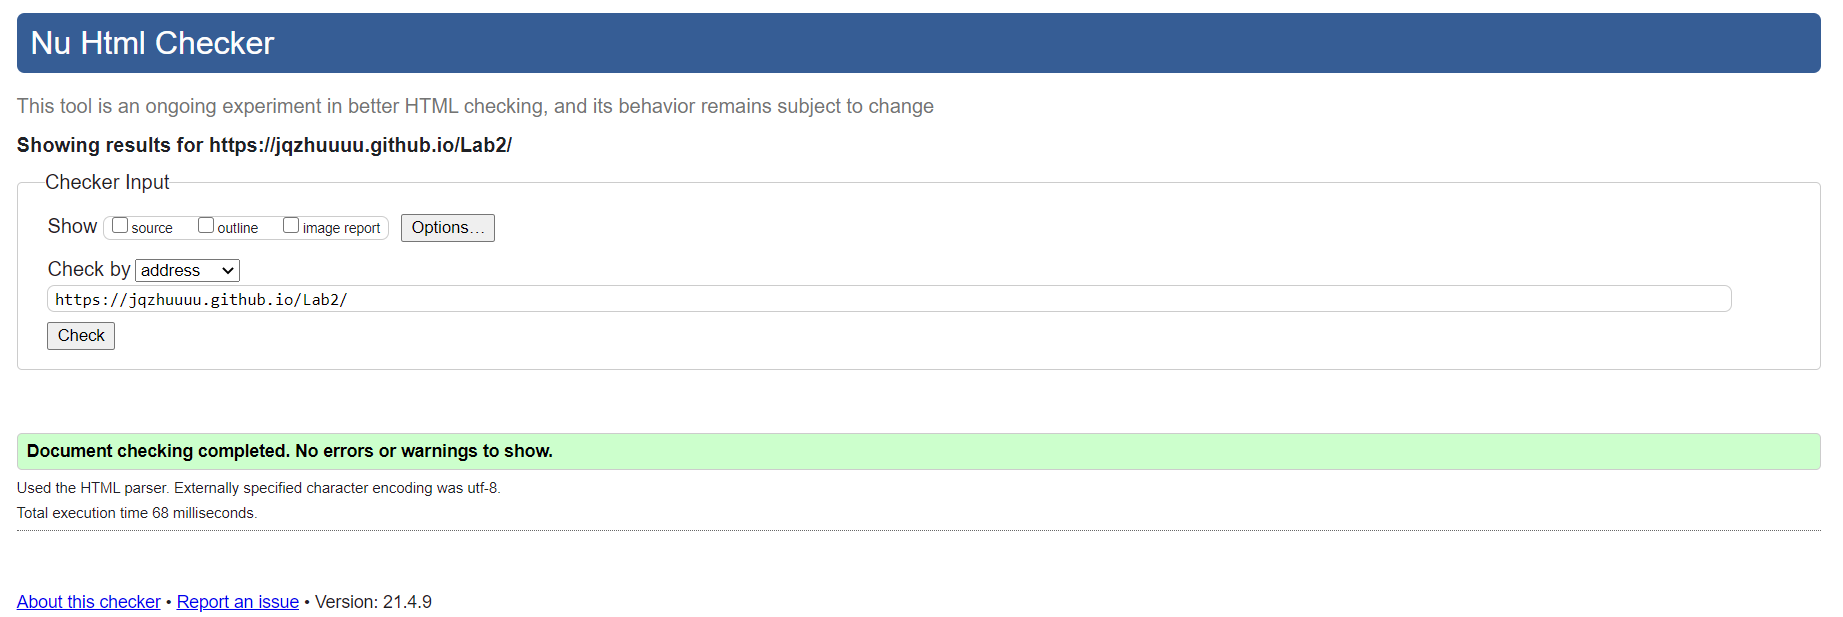 Nu Html Checker
This tool is an ongoing experiment in better HTML checking, and its behavior remains subject to change
Showing results for https://jqzhuuuu.github.io/Lab2/
Checker Input
Show source outline image report Options…
Check by address
https://jqzhuuuu.github.io/Lab2/
Check
Document checking completed. No errors or warnings to show.
Used the HTML parser. Externally specified character encoding was utf-8.
Total execution time 68 milliseconds.
About this checker • Report an issue • Version: 21.4.9